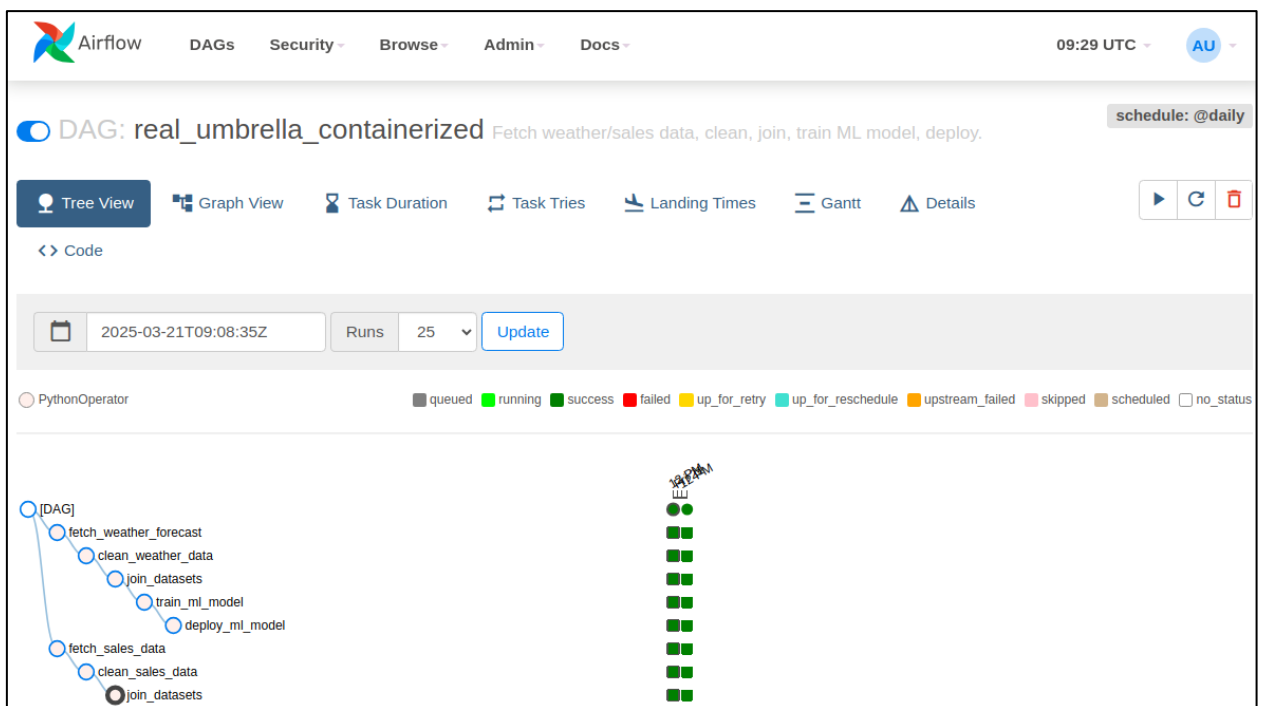 Airflow DAGs Security Browse Admin Docs 09:29 UTC AU
DAG: real_umbrella_containerized Fetch weather/sales data, clean, join, train ML model, deploy. schedule: @daily
Tree View Graph View Task Duration Task Tries Landing Times Gantt Details
Code
2025-03-21T09:08:35Z Runs 25 Update
PythonOperator queued running success failed up_for_retry up_for_reschedule upstream_failed skipped scheduled no_status
[DAG]
fetch_weather_forecast
clean_weather_data
join_datasets
train_ml_model
deploy_ml_model
fetch_sales_data
clean_sales_data
join_datasets